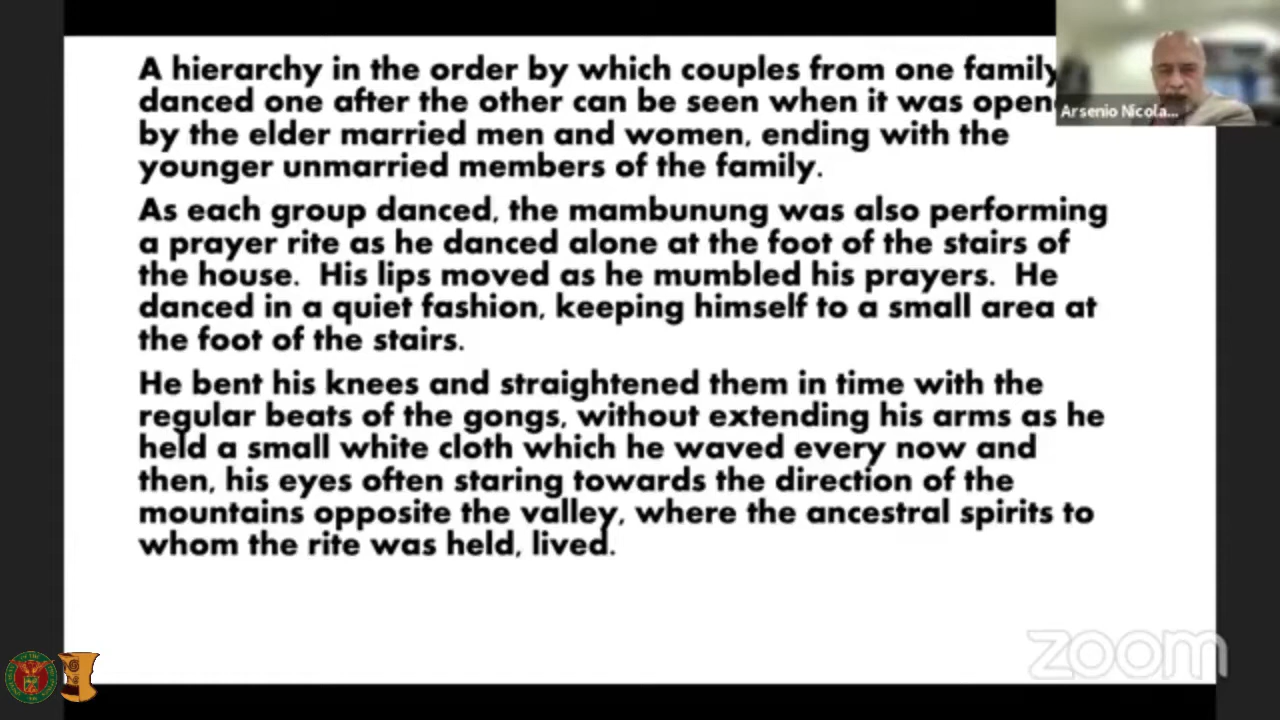 A hierarchy in the order by which couples from one family
danced one after the other can be seen when it was open
by the elder married men and women, ending with the
younger unmarried members of the family.
As each group danced, the mambunung was also performing
a prayer rite as he danced alone at the foot of the stairs of
the house. His lips moved as he mumbled his prayers. He
danced in a quiet fashion, keeping himself to a small area at
the foot of the stairs.
He bent his knees and straightened them in time with the
regular beats of the gongs, without extending his arms as he
held a small white cloth which he waved every now and
then, his eyes often staring towards the direction of the
mountains opposite the valley, where the ancestral spirits to
whom the rite was held, lived.
Arsenio Nicola...
zoom